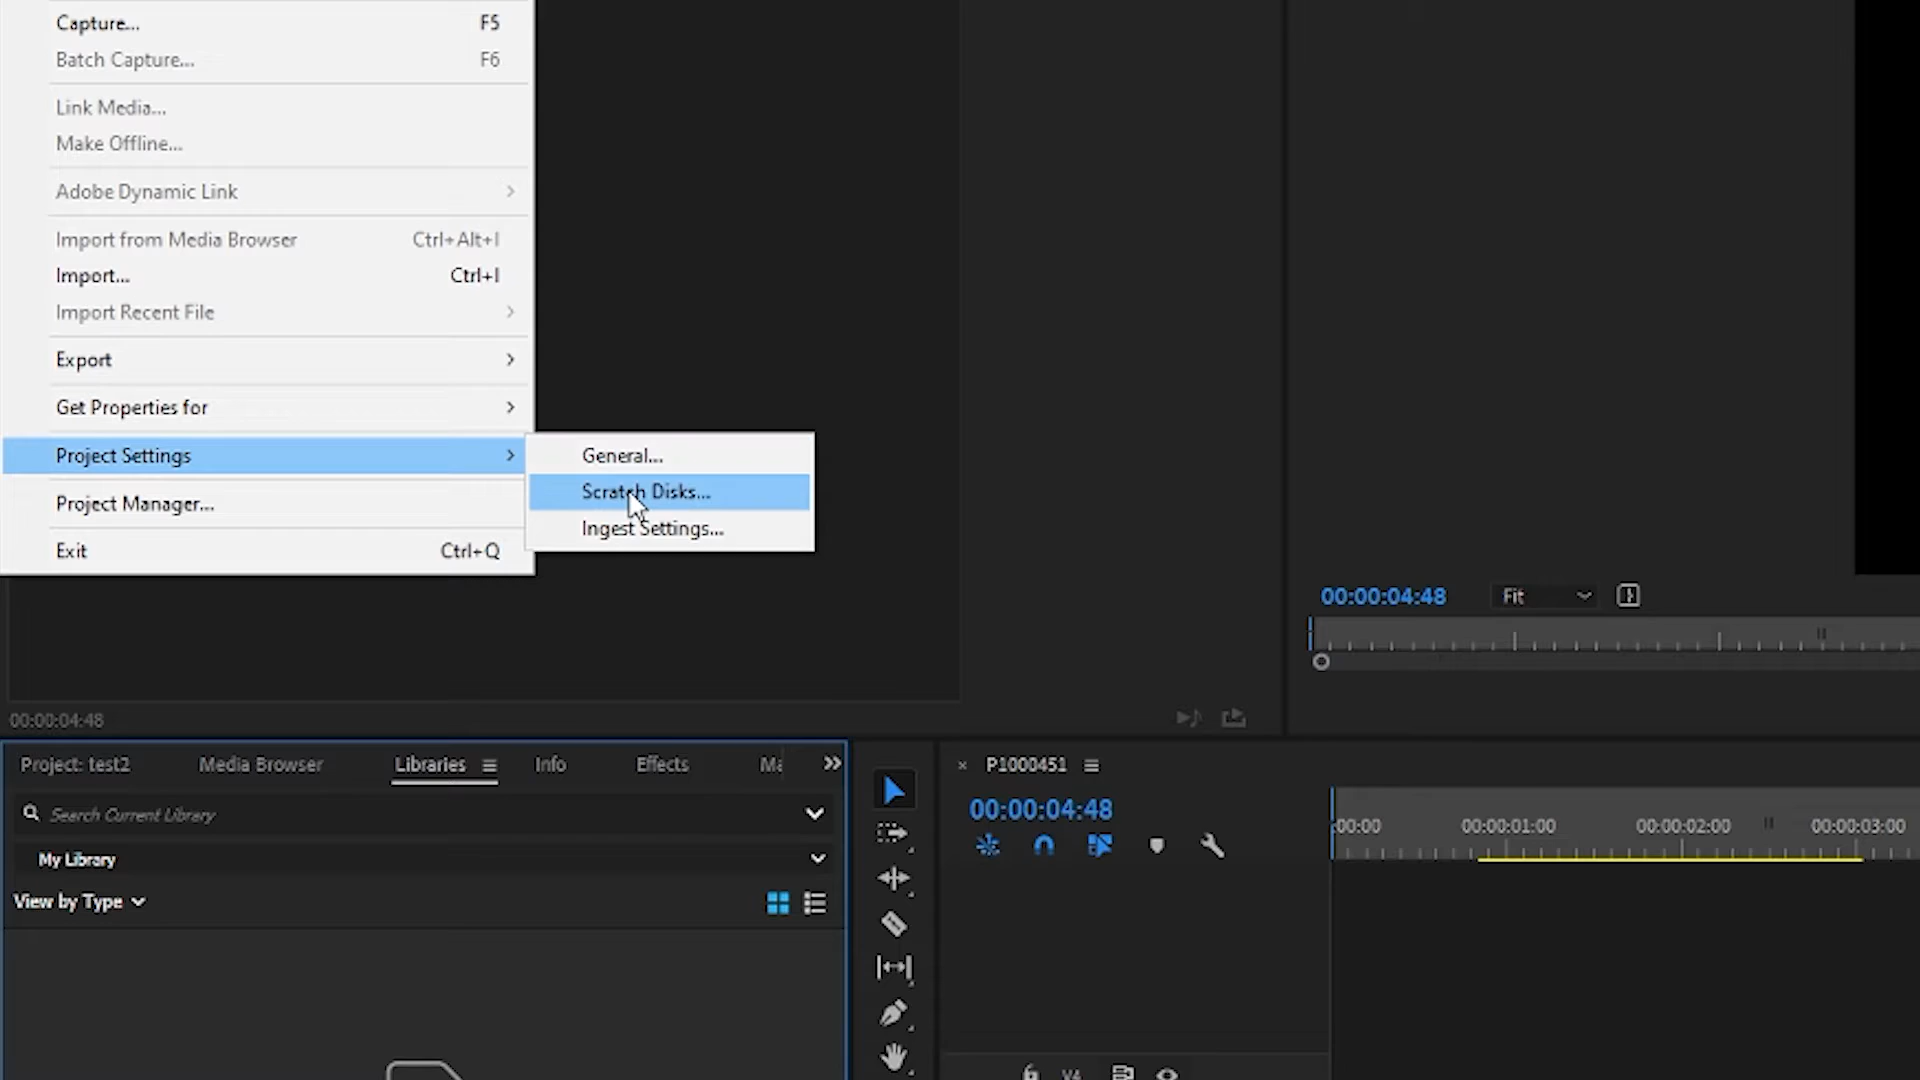 Capture... F5
Batch Capture... F6
Link Media...
Make Offline...
Adobe Dynamic Link
Import from Media Browser Ctrl+Alt+I
Import... Ctrl+I
Import Recent File
Export
Get Properties for
Project Settings
General...
Scratch Disks...
Project Manager...
Ingest Settings...
Exit Ctrl+Q
00:00:04:48 Fit
00:00:04:48
Project: test2 Media Browser Libraries Info Effects
P1000451
Search Current Library
00:00:04:48
:00:00 00:00:01:00 00:00:02:00 00:00:03:00
My Library
View by Type
V4